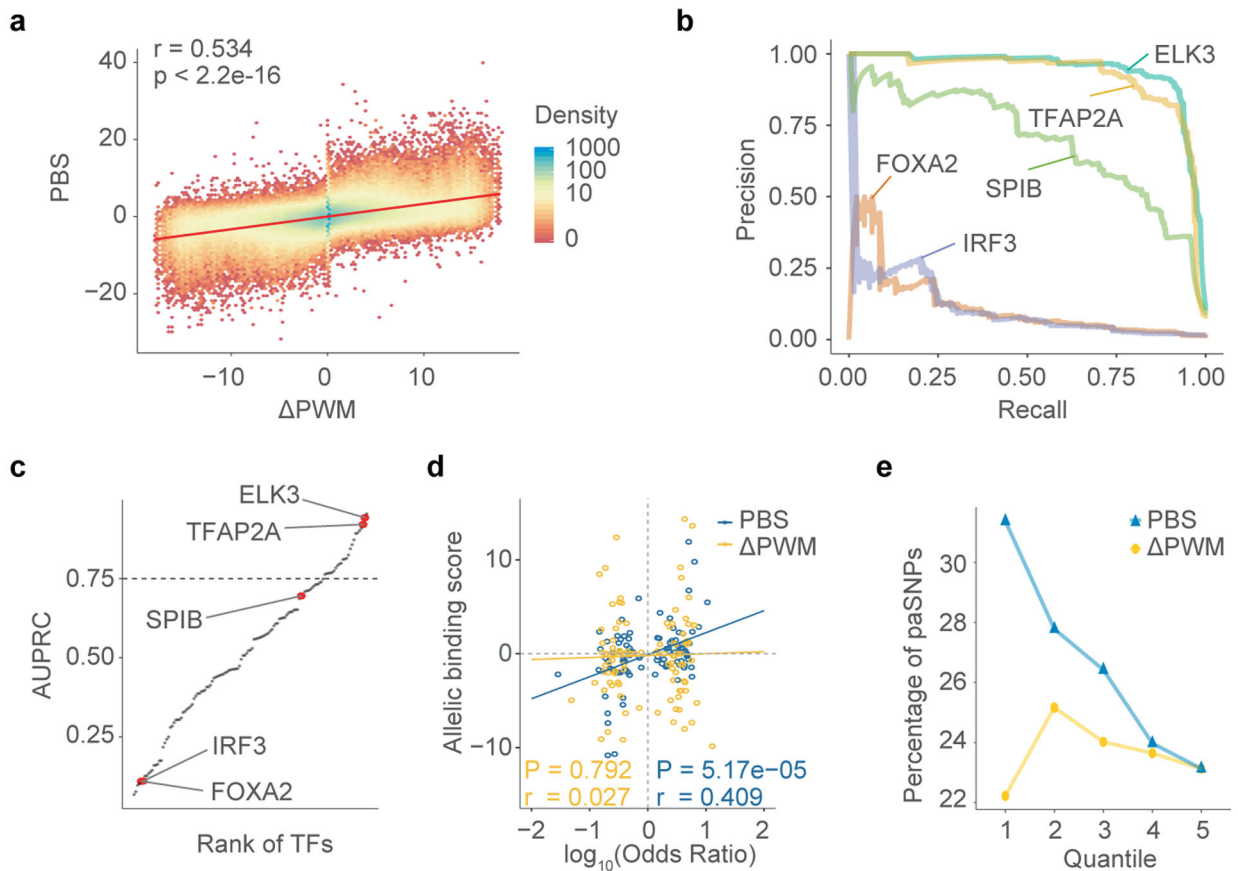 a
r = 0.534
p < 2.2e-16
40
20
0
−20
PBS
−10
0
10
ΔPWM
Density
1000
100
10
0
b
1.00
0.75
0.50
0.25
0.00
Precision
ELK3
TFAP2A
FOXA2
SPIB
IRF3
0.00
0.25
0.50
0.75
1.00
Recall
c
ELK3
TFAP2A
0.75
SPIB
0.50
AUPRC
0.25
IRF3
FOXA2
Rank of TFs
d
PBS
ΔPWM
10
0
−10
Allelic binding score
P = 0.792
r = 0.027
P = 5.17e−05
r = 0.409
−2
−1
0
1
2
log10(Odds Ratio)
e
PBS
ΔPWM
30
28
26
24
22
Percentage of paSNPs
1
2
3
4
5
Quantile